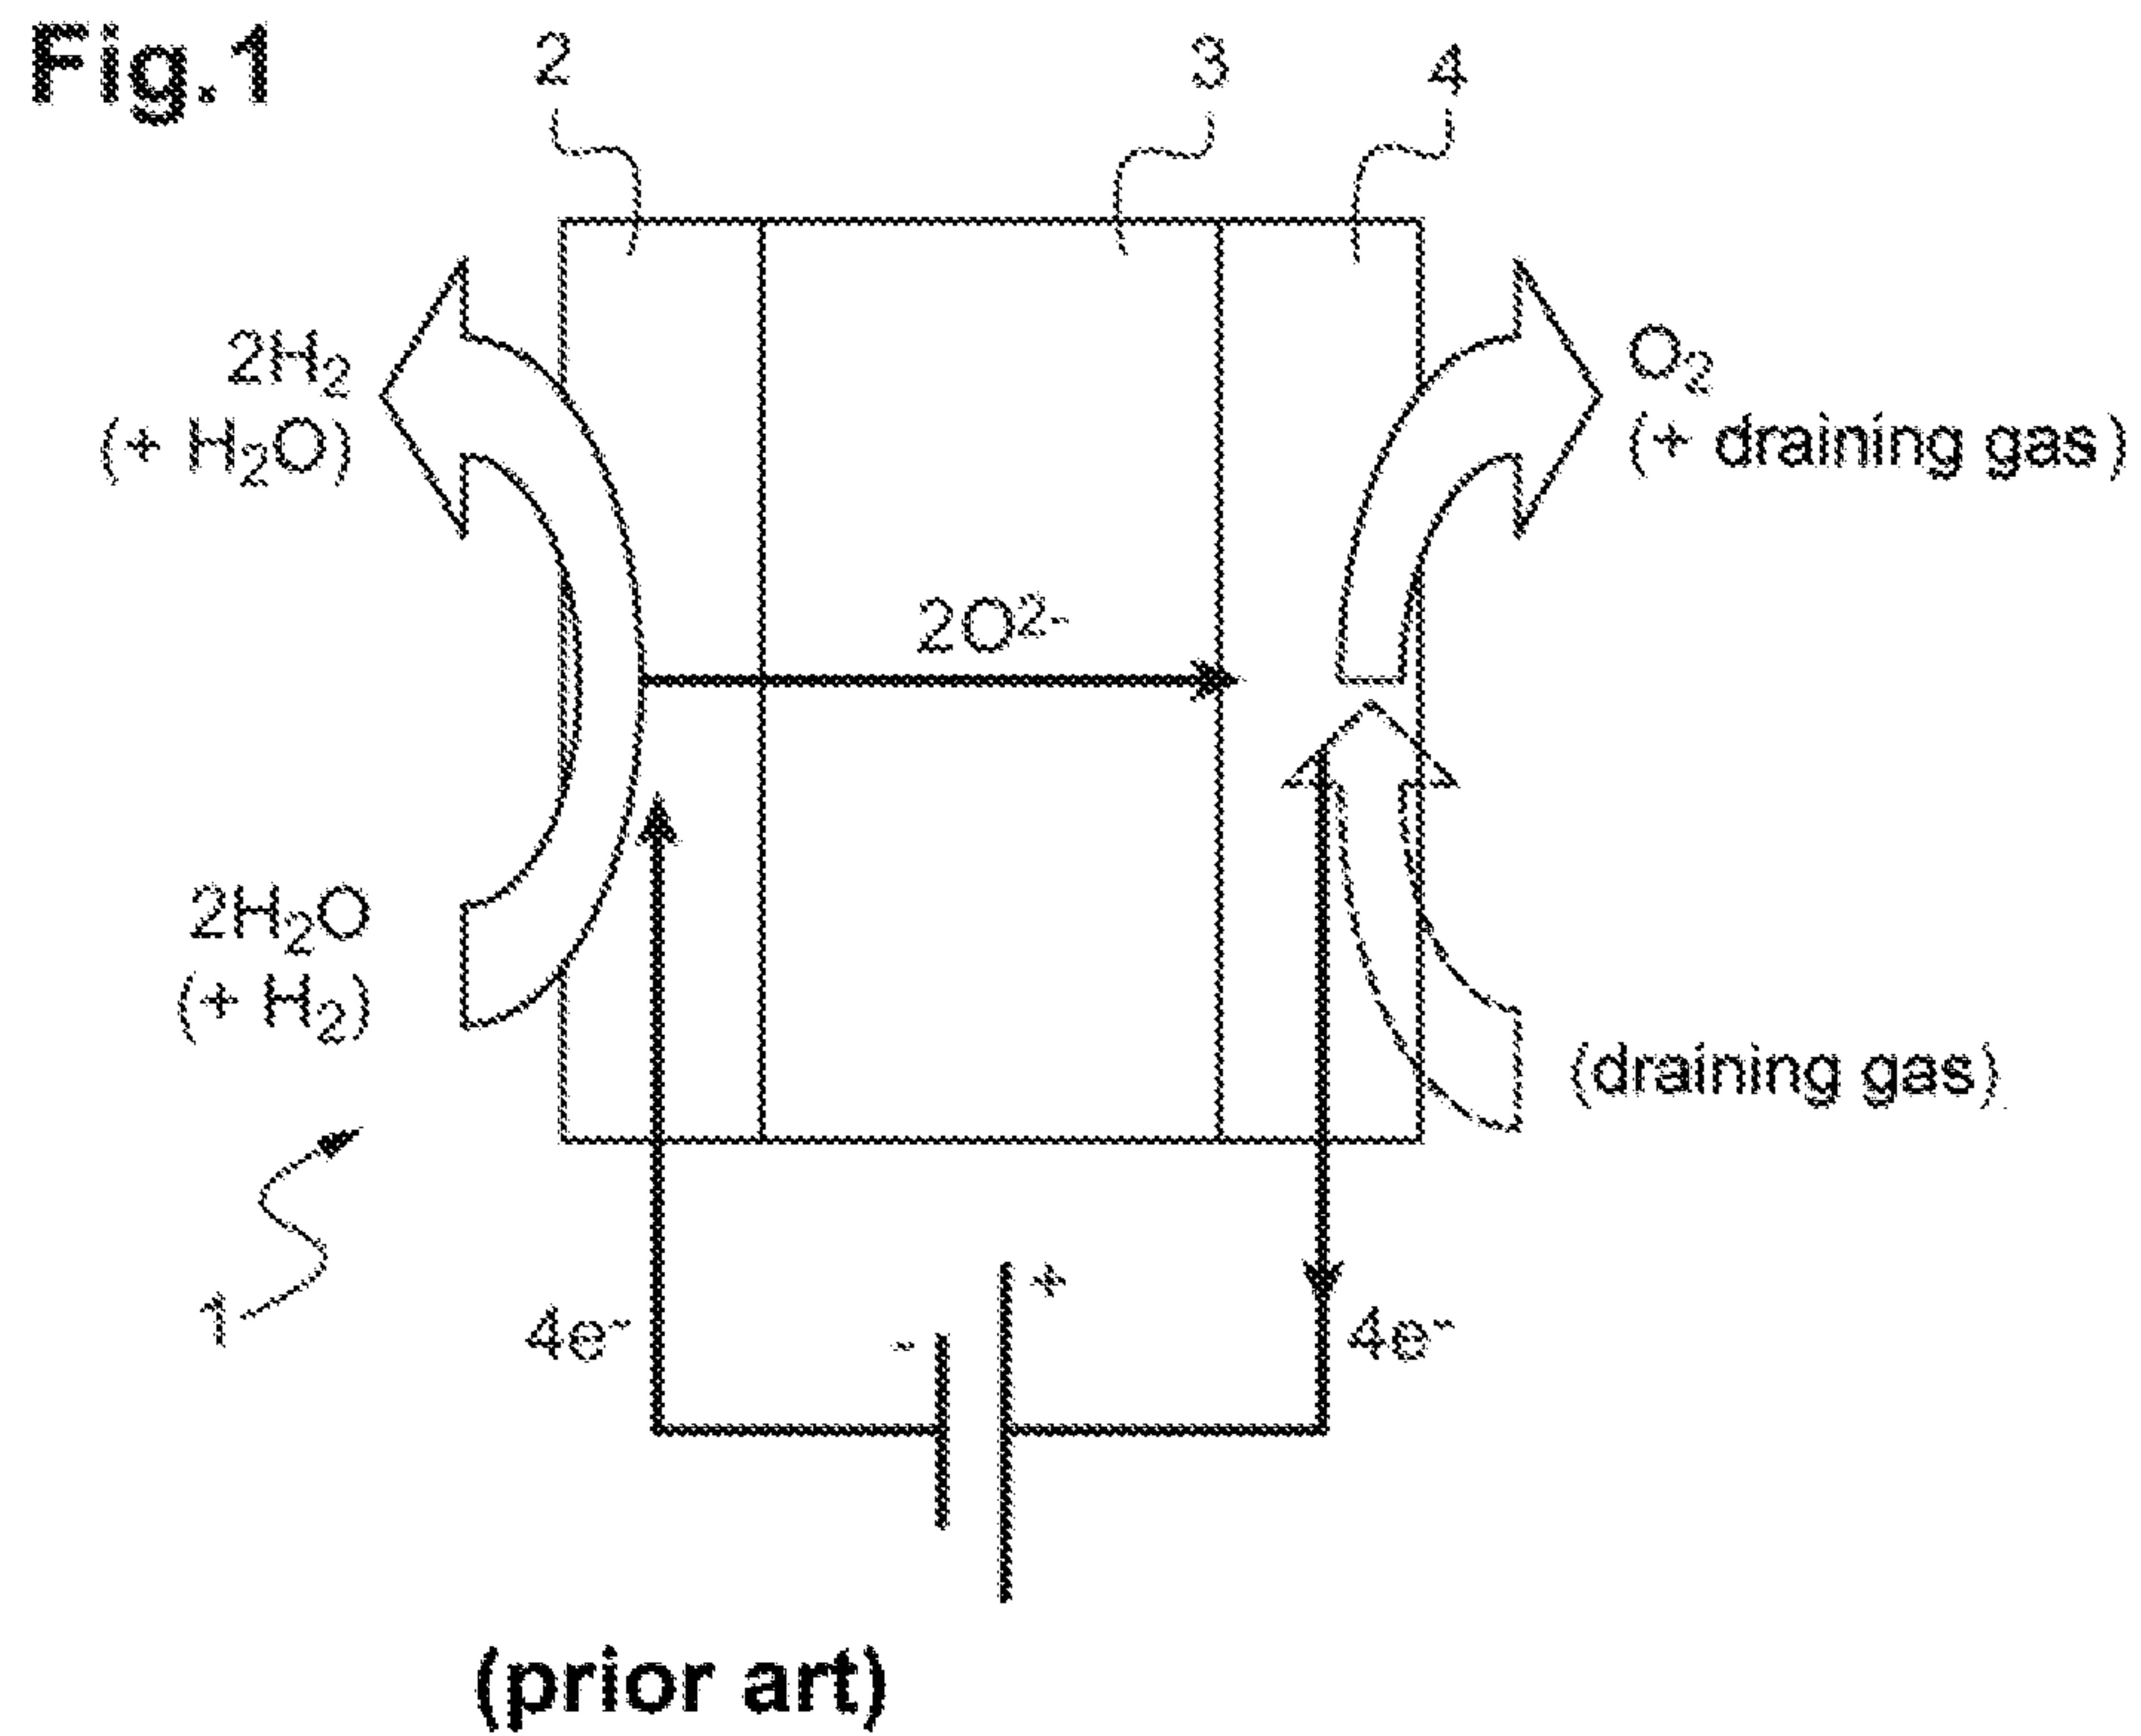 Fig.1
2
3
4
2H₂
(+ H₂O)
O₂
(+ draining gas)
2O²⁻
2H₂O
(+ H₂)
(draining gas)
1
4e⁻
-
+
4e⁻
(prior art)